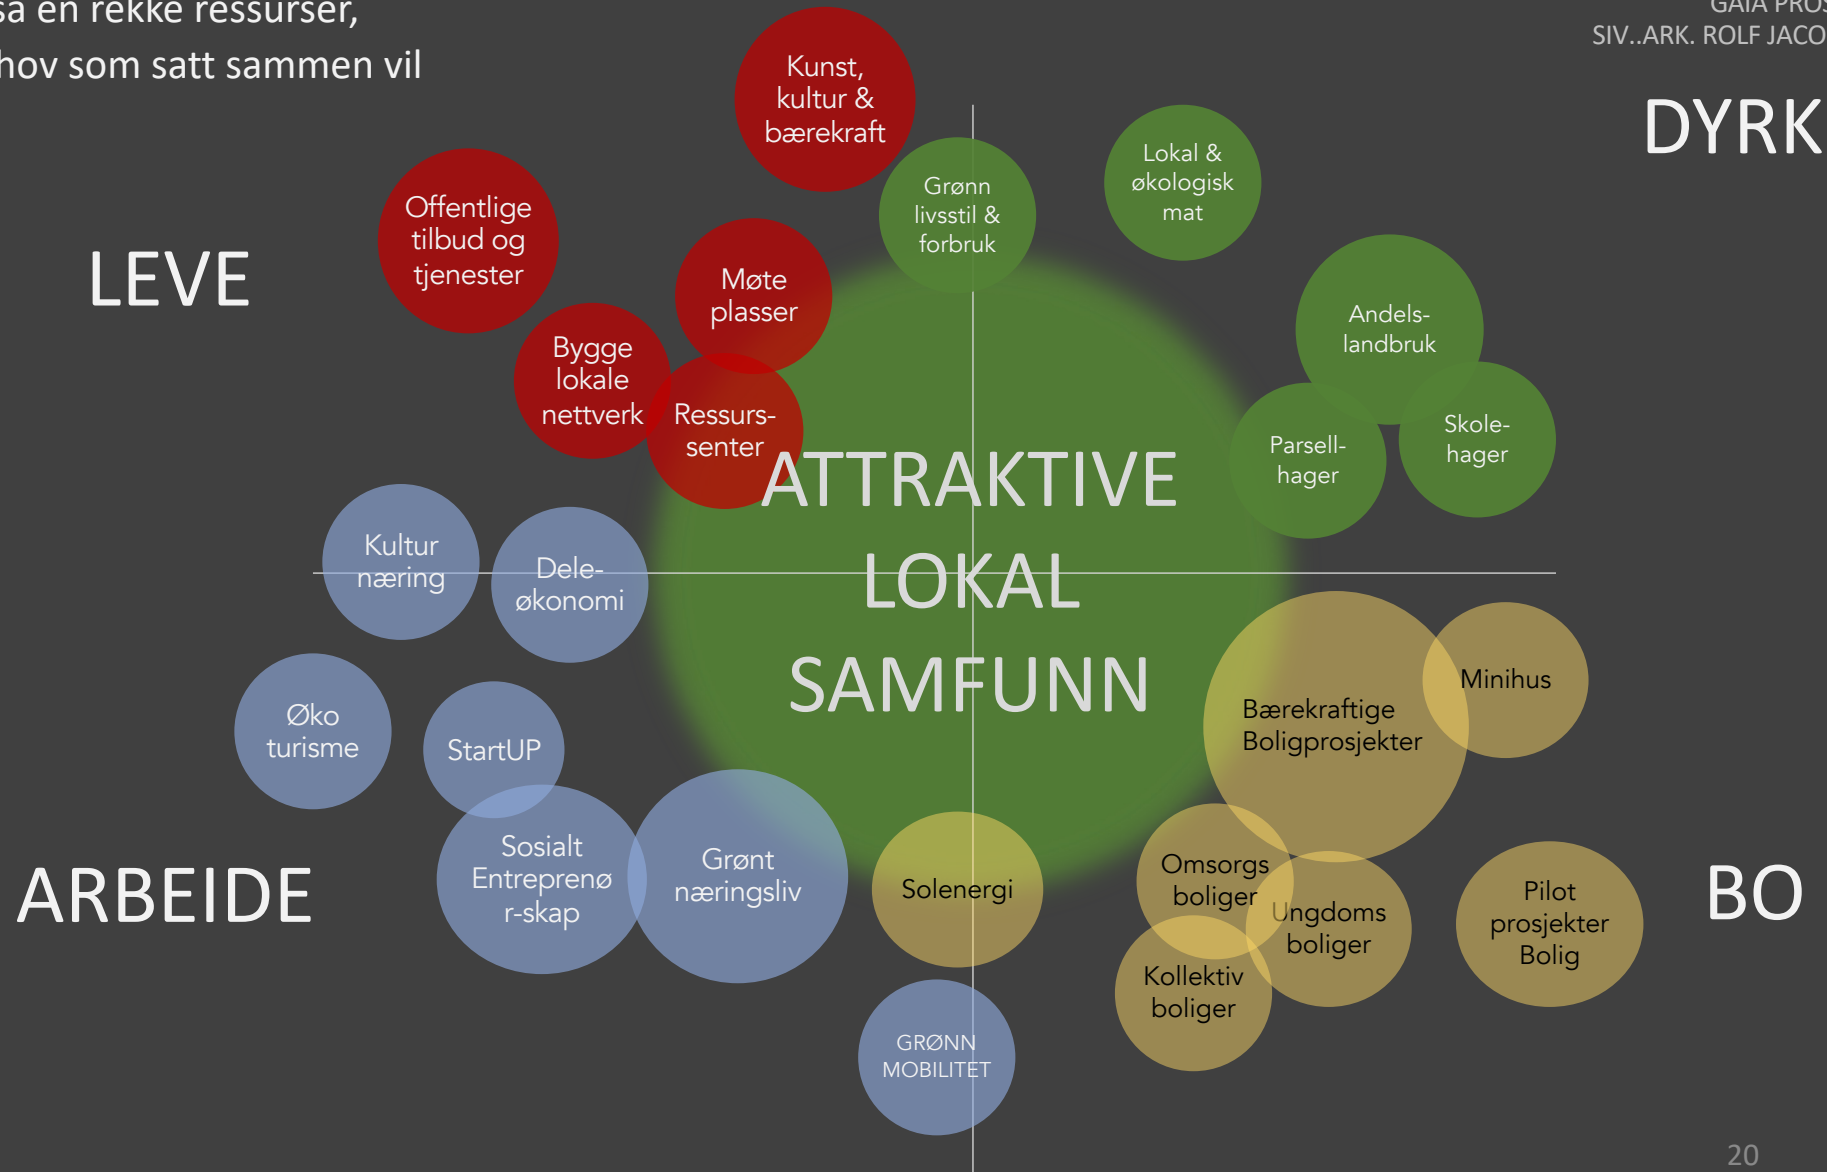 så en rekke ressurser,
hov som satt sammen vil
GAIA PROS
SIV..ARK. ROLF JACO
DYRK
LEVE
Kunst,
kultur &
bærekraft
Offentlige
tilbud og
tjenester
Møte
plasser
Bygge
lokale
nettverk
Ressurs-
senter
Grønn
livsstil &
forbruk
Lokal &
økologisk
mat
Andels-
landbruk
Parsell-
hager
Skole-
hager
ATTRAKTIVE
LOKAL
SAMFUNN
Kultur
næring
Dele-
økonomi
Øko
turisme
StartUP
Sosialt
Entreprenø
r-skap
Grønt
næringsliv
ARBEIDE
Solenergi
GRØNN
MOBILITET
Bærekraftige
Boligprosjekter
Minihus
Omsorgs
boliger
Ungdoms
boliger
Kollektiv
boliger
Pilot
prosjekter
Bolig
BO
20